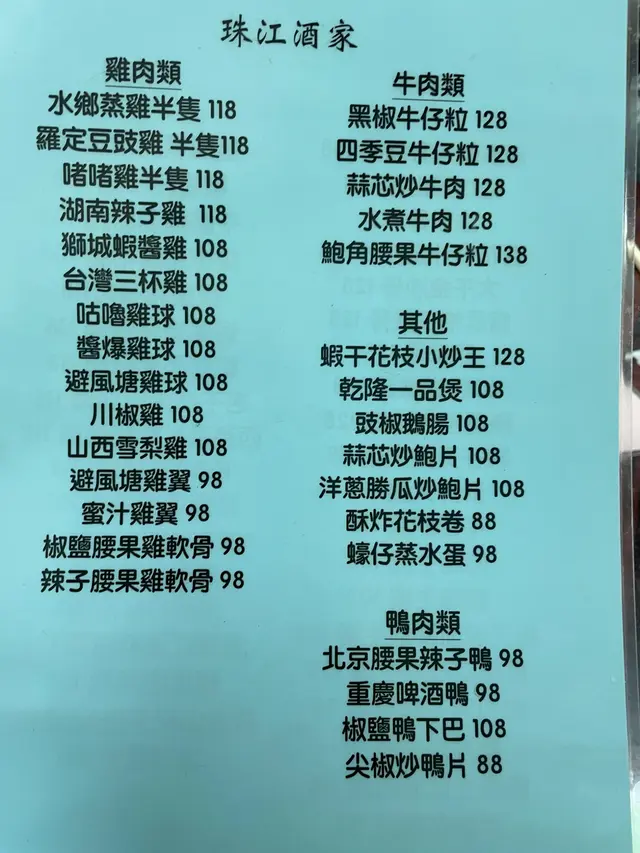 珠江酒家
雞肉類
水鄉蒸雞半隻 118
羅定豆豉雞 半隻118
啫啫雞半隻 118
湖南辣子雞 118
獅城蝦醬雞 108
台灣三杯雞 108
咕嚕雞球 108
醬爆雞球 108
避風塘雞球 108
川椒雞 108
山西雪梨雞 108
避風塘雞翼 98
蜜汁雞翼 98
椒鹽腰果雞軟骨 98
辣子腰果雞軟骨 98
牛肉類
黑椒牛仔粒 128
四季豆牛仔粒 128
蒜芯炒牛肉 128
水煮牛肉 128
鮑角腰果牛仔粒 138
其他
蝦干花枝小炒王 128
乾隆一品煲 108
豉椒鵝腸 108
蒜芯炒鮑片 108
洋蔥勝瓜炒鮑片 108
酥炸花枝卷 88
蠔仔蒸水蛋 98
鴨肉類
北京腰果辣子鴨 98
重慶啤酒鴨 98
椒鹽鴨下巴 108
尖椒炒鴨片 88